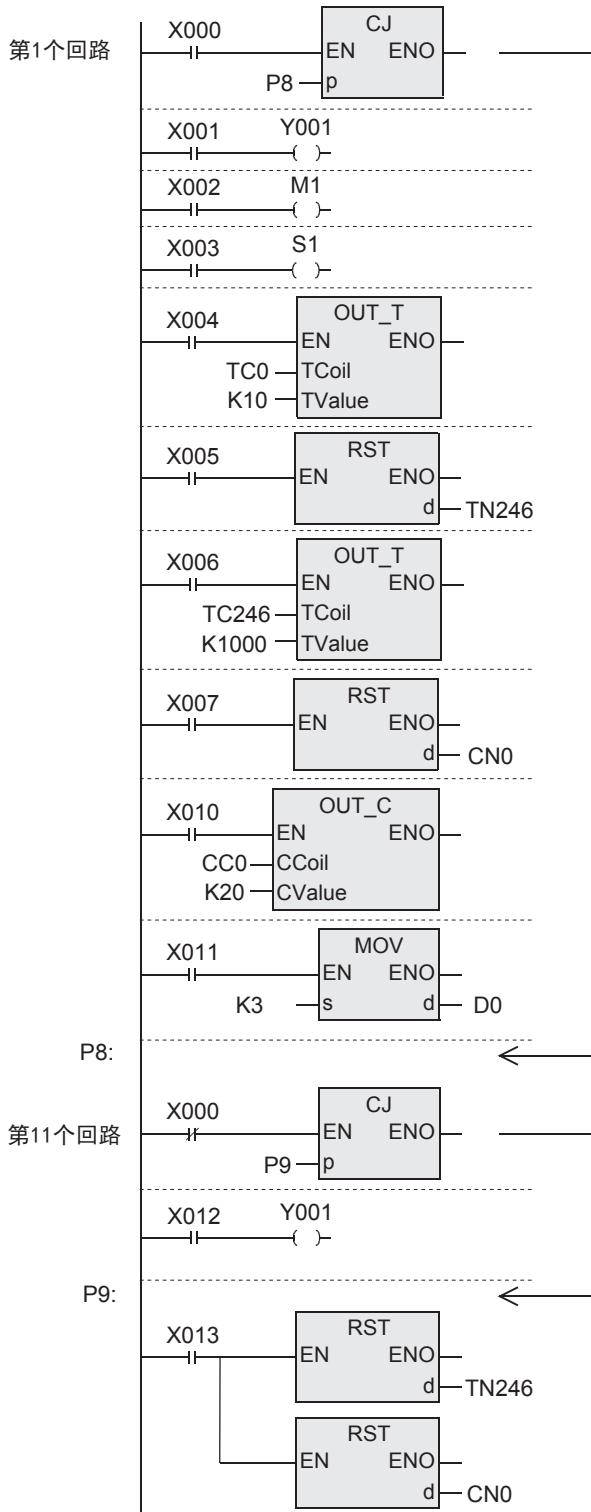 X000
CJ
第1个回路
EN ENO
P8 p
X001 Y001
X002 M1
X003 S1
X004
OUT_T
EN ENO
TC0 TCoil
K10 TValue
X005
RST
EN ENO
d TN246
X006
OUT_T
EN ENO
TC246 TCoil
K1000 TValue
X007
RST
EN ENO
d CN0
X010
OUT_C
EN ENO
CC0 CCoil
K20 CValue
X011
MOV
EN ENO
K3 s d D0
P8:
X000
CJ
第11个回路
EN ENO
P9 p
X012 Y001
P9:
X013
RST
EN ENO
d TN246
RST
EN ENO
d CN0